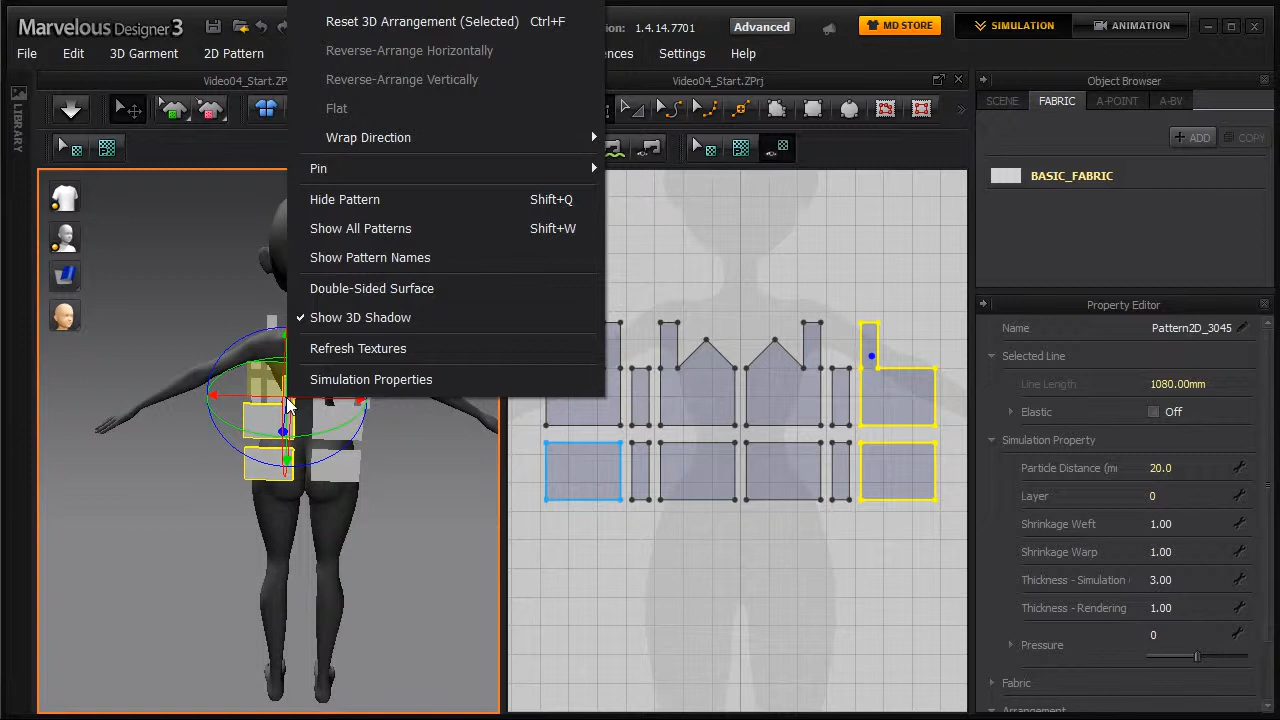 Marvelous Designer 3
ion:
1.4.14.7701
Advanced
MD STORE
SIMULATION
ANIMATION
File
Edit
3D Garment
2D Pattern
ences
Settings
Help
Video04_Start.ZP
Video04_Start.ZPrj
Object Browser
LIBRARY
SCENE
FABRIC
A-POINT
A-BV
ADD
COPY
BASIC_FABRIC
Reset 3D Arrangement (Selected) Ctrl+F
Reverse-Arrange Horizontally
Reverse-Arrange Vertically
Flat
Wrap Direction
Pin
Hide Pattern Shift+Q
Show All Patterns Shift+W
Show Pattern Names
Double-Sided Surface
Show 3D Shadow
Refresh Textures
Simulation Properties
Property Editor
Name Pattern2D_3045
Selected Line
Line Length 1080.00mm
Elastic Off
Simulation Property
Particle Distance (m 20.0
Layer 0
Shrinkage Weft 1.00
Shrinkage Warp 1.00
Thickness - Simulation 3.00
Thickness - Rendering 1.00
Pressure 0
Fabric
Arrangement